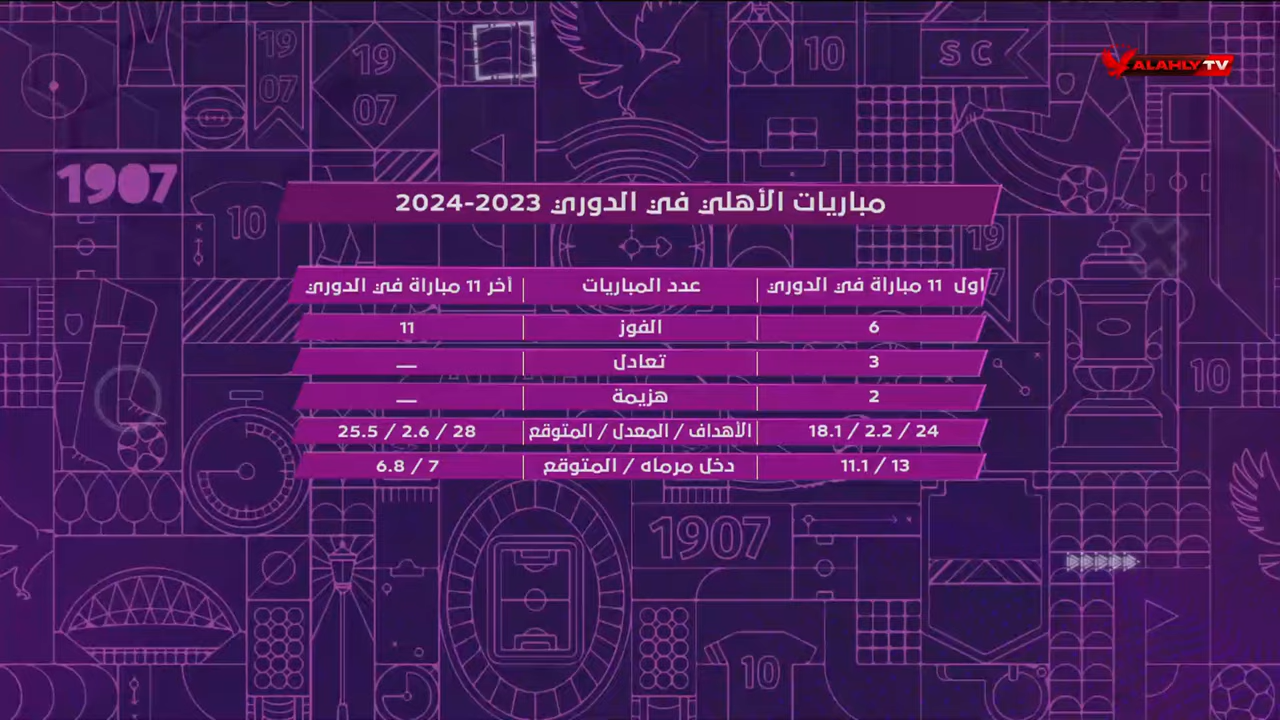 19
07
19
07
10
SC
ALAHLY TV
1907
10
19
مباريات الأهلي في الدوري 2023-2024
اول 11 مباراة في الدوري | عدد المباريات | أخر 11 مباراة في الدوري
6 | الفوز | 11
3 | تعادل | __
2 | هزيمة | __
24 / 2.2 / 18.1 | الأهداف / المعدل / المتوقع | 28 / 2.6 / 25.5
13 / 11.1 | دخل مرماه / المتوقع | 7 / 6.8
10
1907
10